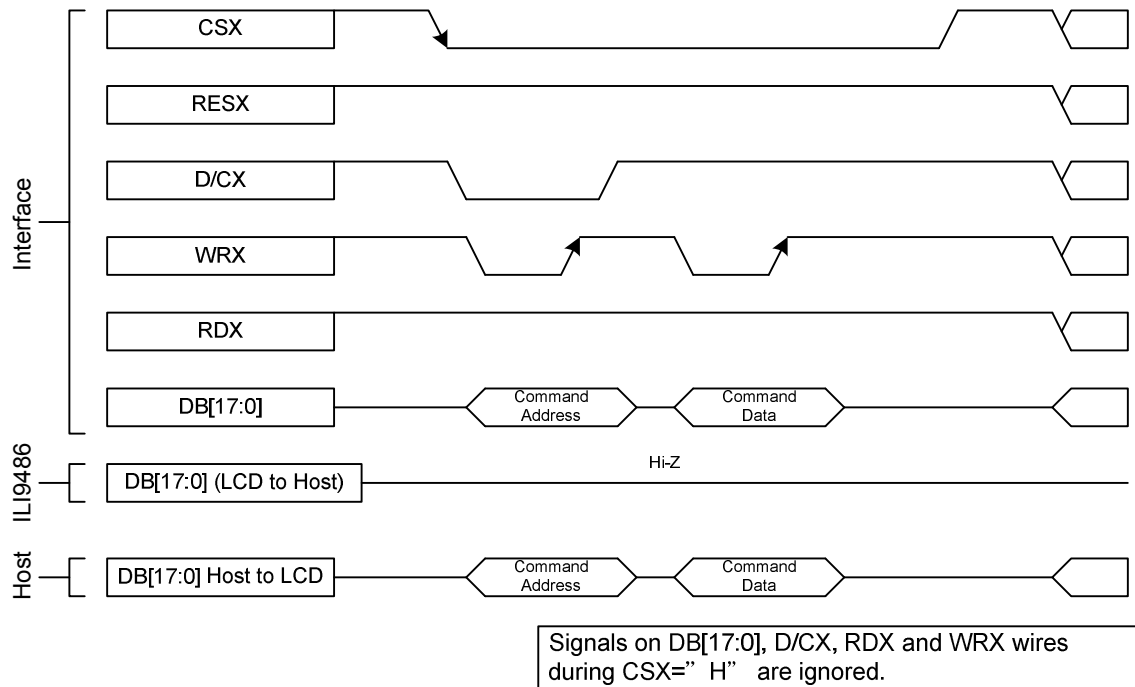 Interface
CSX
RESX
D/CX
WRX
RDX
DB[17:0]
Command
Address
Command
Data
ILI9486
DB[17:0] (LCD to Host)
Hi-Z
Host
DB[17:0] Host to LCD
Command
Address
Command
Data
Signals on DB[17:0], D/CX, RDX and WRX wires
during CSX=”H” are ignored.